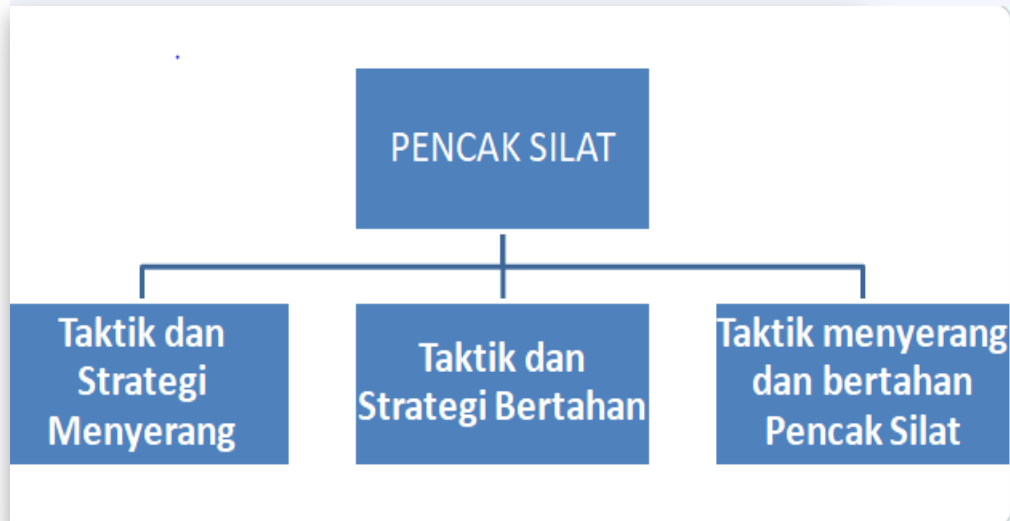 PENCAK SILAT
Taktik dan
Strategi
Menyerang
Taktik dan
Strategi Bertahan
Taktik menyerang
dan bertahan
Pencak Silat